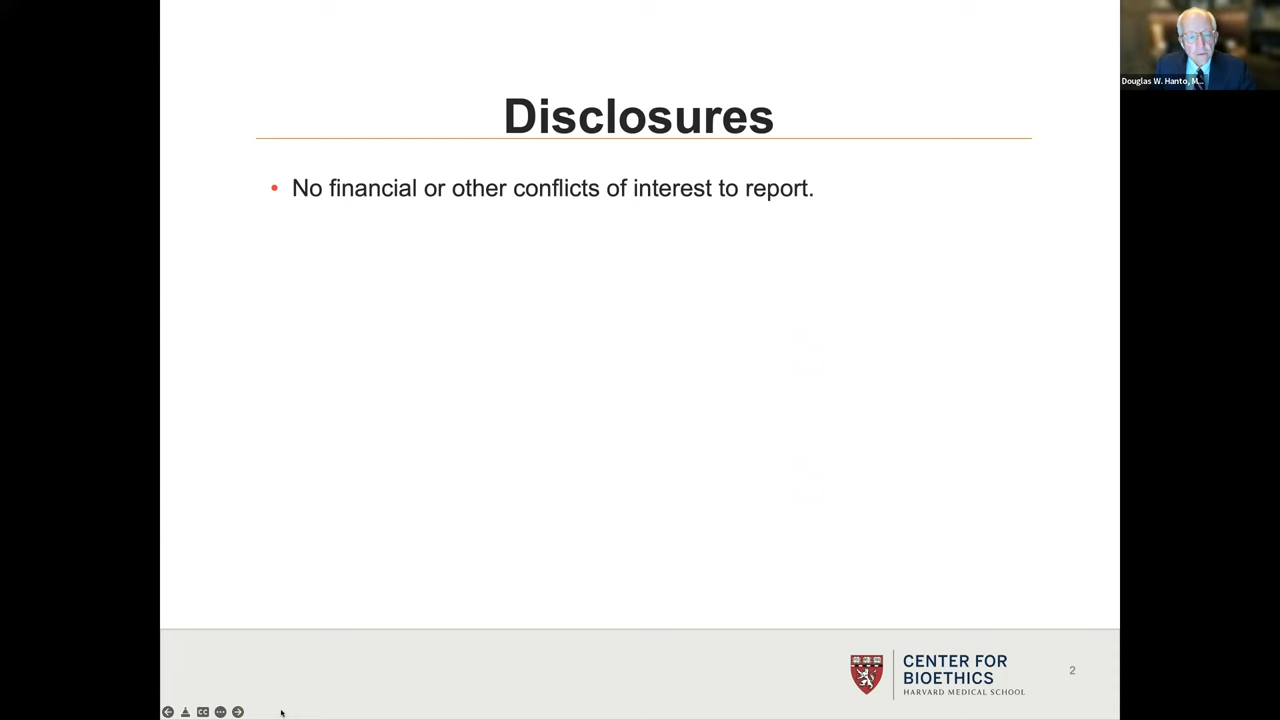 Disclosures
• No financial or other conflicts of interest to report.
Douglas W. Hanto, M...
CENTER FOR
BIOETHICS
HARVARD MEDICAL SCHOOL
2
CC